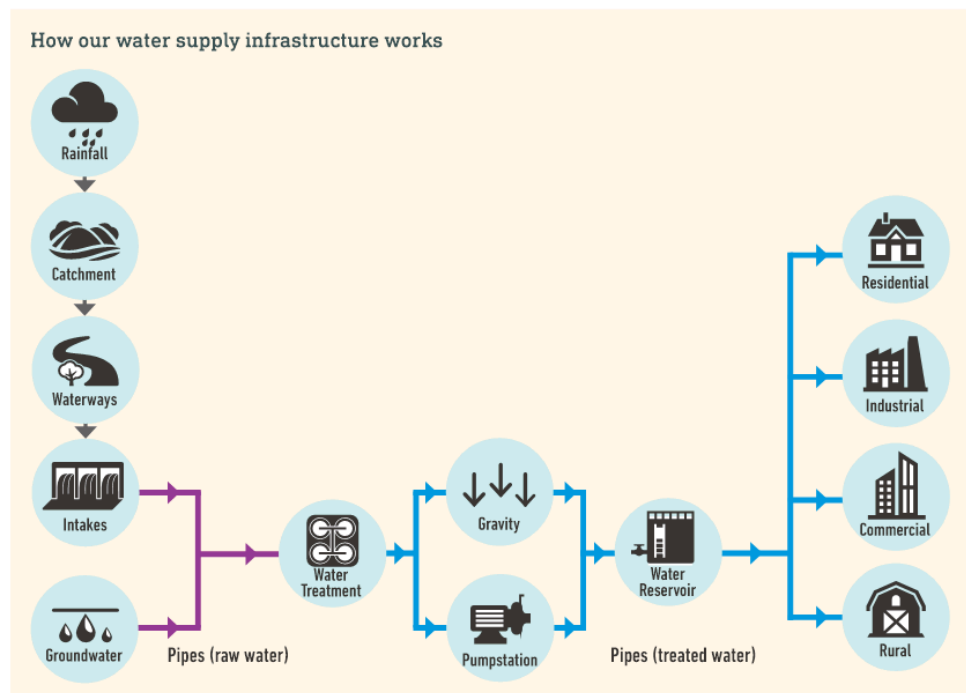 How our water supply infrastructure works
Rainfall
Catchment
Waterways
Intakes
Groundwater
Pipes (raw water)
Water
Treatment
Gravity
Pumpstation
Water
Reservoir
Pipes (treated water)
Residential
Industrial
Commercial
Rural